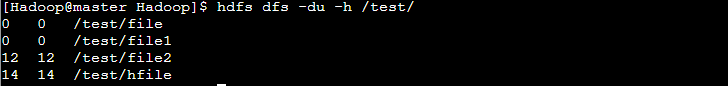 [Hadoop@master Hadoop]$ hdfs dfs -du -h /test/
0 0 /test/file
0 0 /test/file1
12 12 /test/file2
14 14 /test/hfile